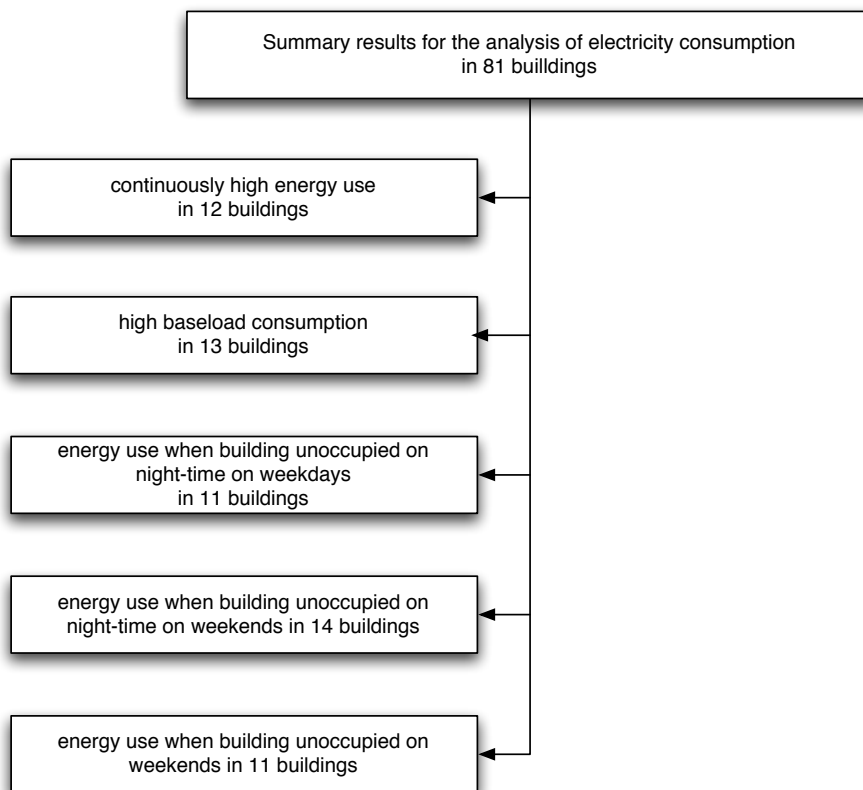 Summary results for the analysis of electricity consumption
in 81 builldings
continuously high energy use
in 12 buildings
high baseload consumption
in 13 buildings
energy use when building unoccupied on
night-time on weekdays
in 11 buildings
energy use when building unoccupied on
night-time on weekends in 14 buildings
energy use when building unoccupied on
weekends in 11 buildings